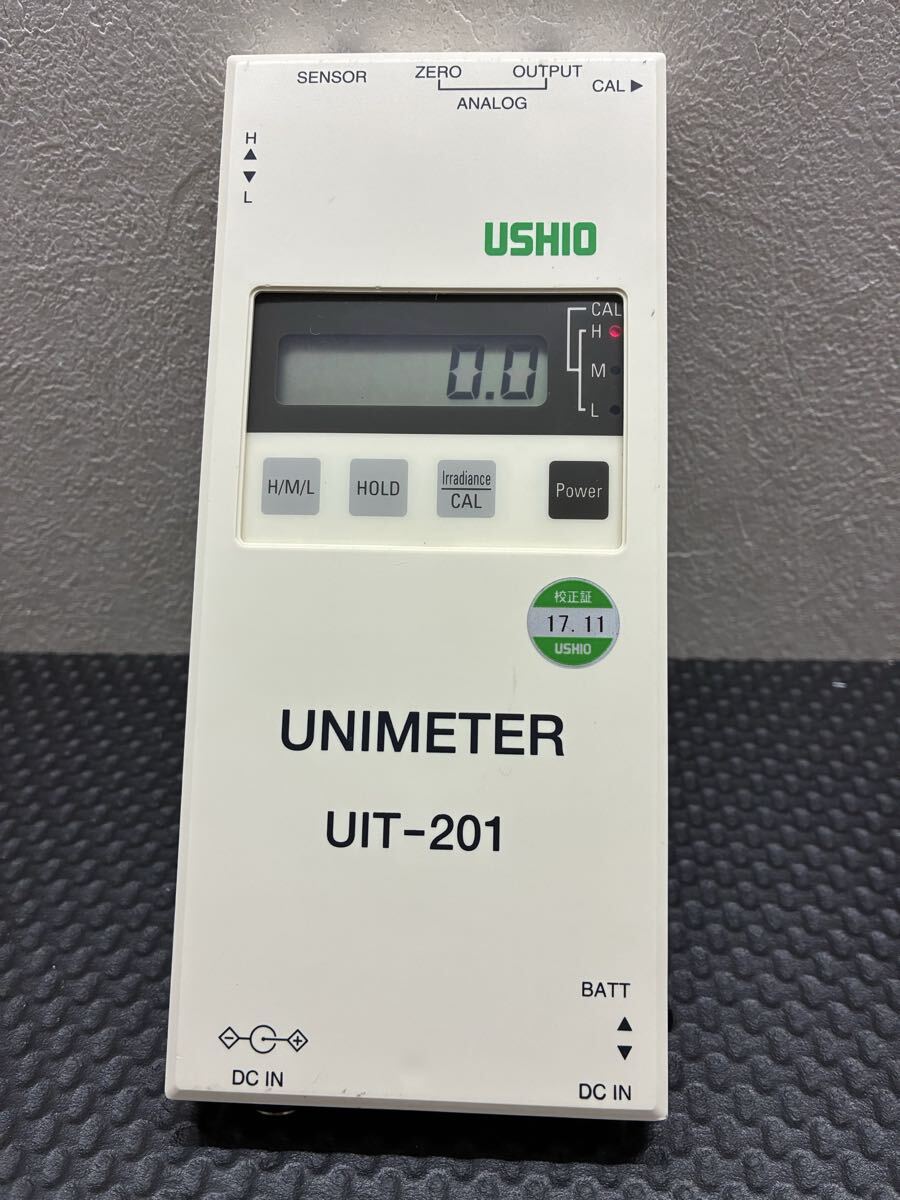 SENSOR
ZERO
OUTPUT
ANALOG
CAL ▶
H
▲
▼
L
USHIO
CAL
H
M
L
0.0
H/M/L
HOLD
Irradiance
CAL
Power
校正証
17.11
USHIO
UNIMETER
UIT-201
DC IN
BATT
▲
▼
DC IN